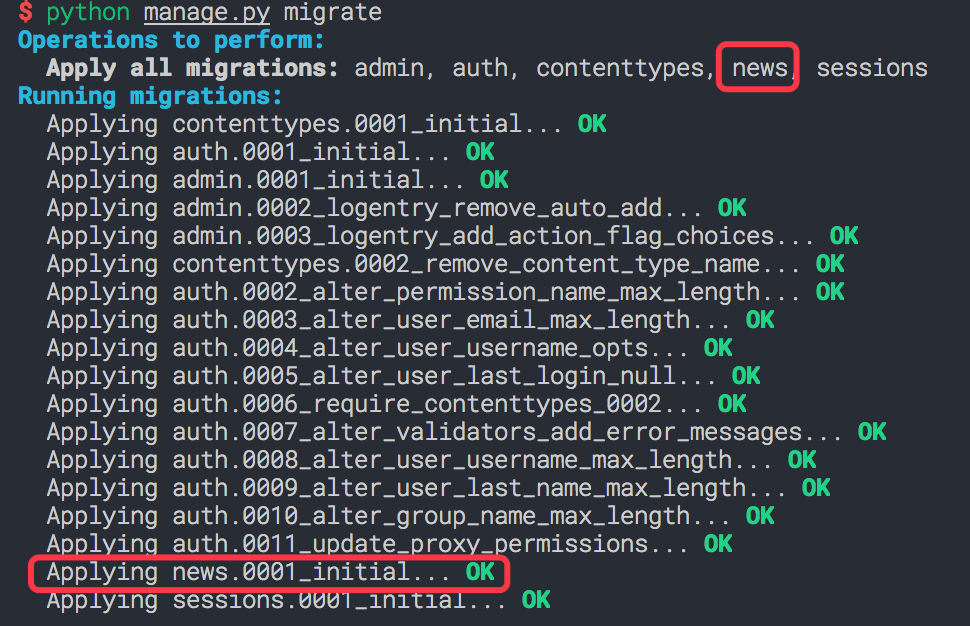 $ python manage.py migrate
Operations to perform:
Apply all migrations: admin, auth, contenttypes, news, sessions
Running migrations:
Applying contenttypes.0001_initial... OK
Applying auth.0001_initial... OK
Applying admin.0001_initial... OK
Applying admin.0002_logentry_remove_auto_add... OK
Applying admin.0003_logentry_add_action_flag_choices... OK
Applying contenttypes.0002_remove_content_type_name... OK
Applying auth.0002_alter_permission_name_max_length... OK
Applying auth.0003_alter_user_email_max_length... OK
Applying auth.0004_alter_user_username_opts... OK
Applying auth.0005_alter_user_last_login_null... OK
Applying auth.0006_require_contenttypes_0002... OK
Applying auth.0007_alter_validators_add_error_messages... OK
Applying auth.0008_alter_user_username_max_length... OK
Applying auth.0009_alter_user_last_name_max_length... OK
Applying auth.0010_alter_group_name_max_length... OK
Applying auth.0011_update_proxy_permissions... OK
Applying news.0001_initial... OK
Applying sessions.0001_initial... OK